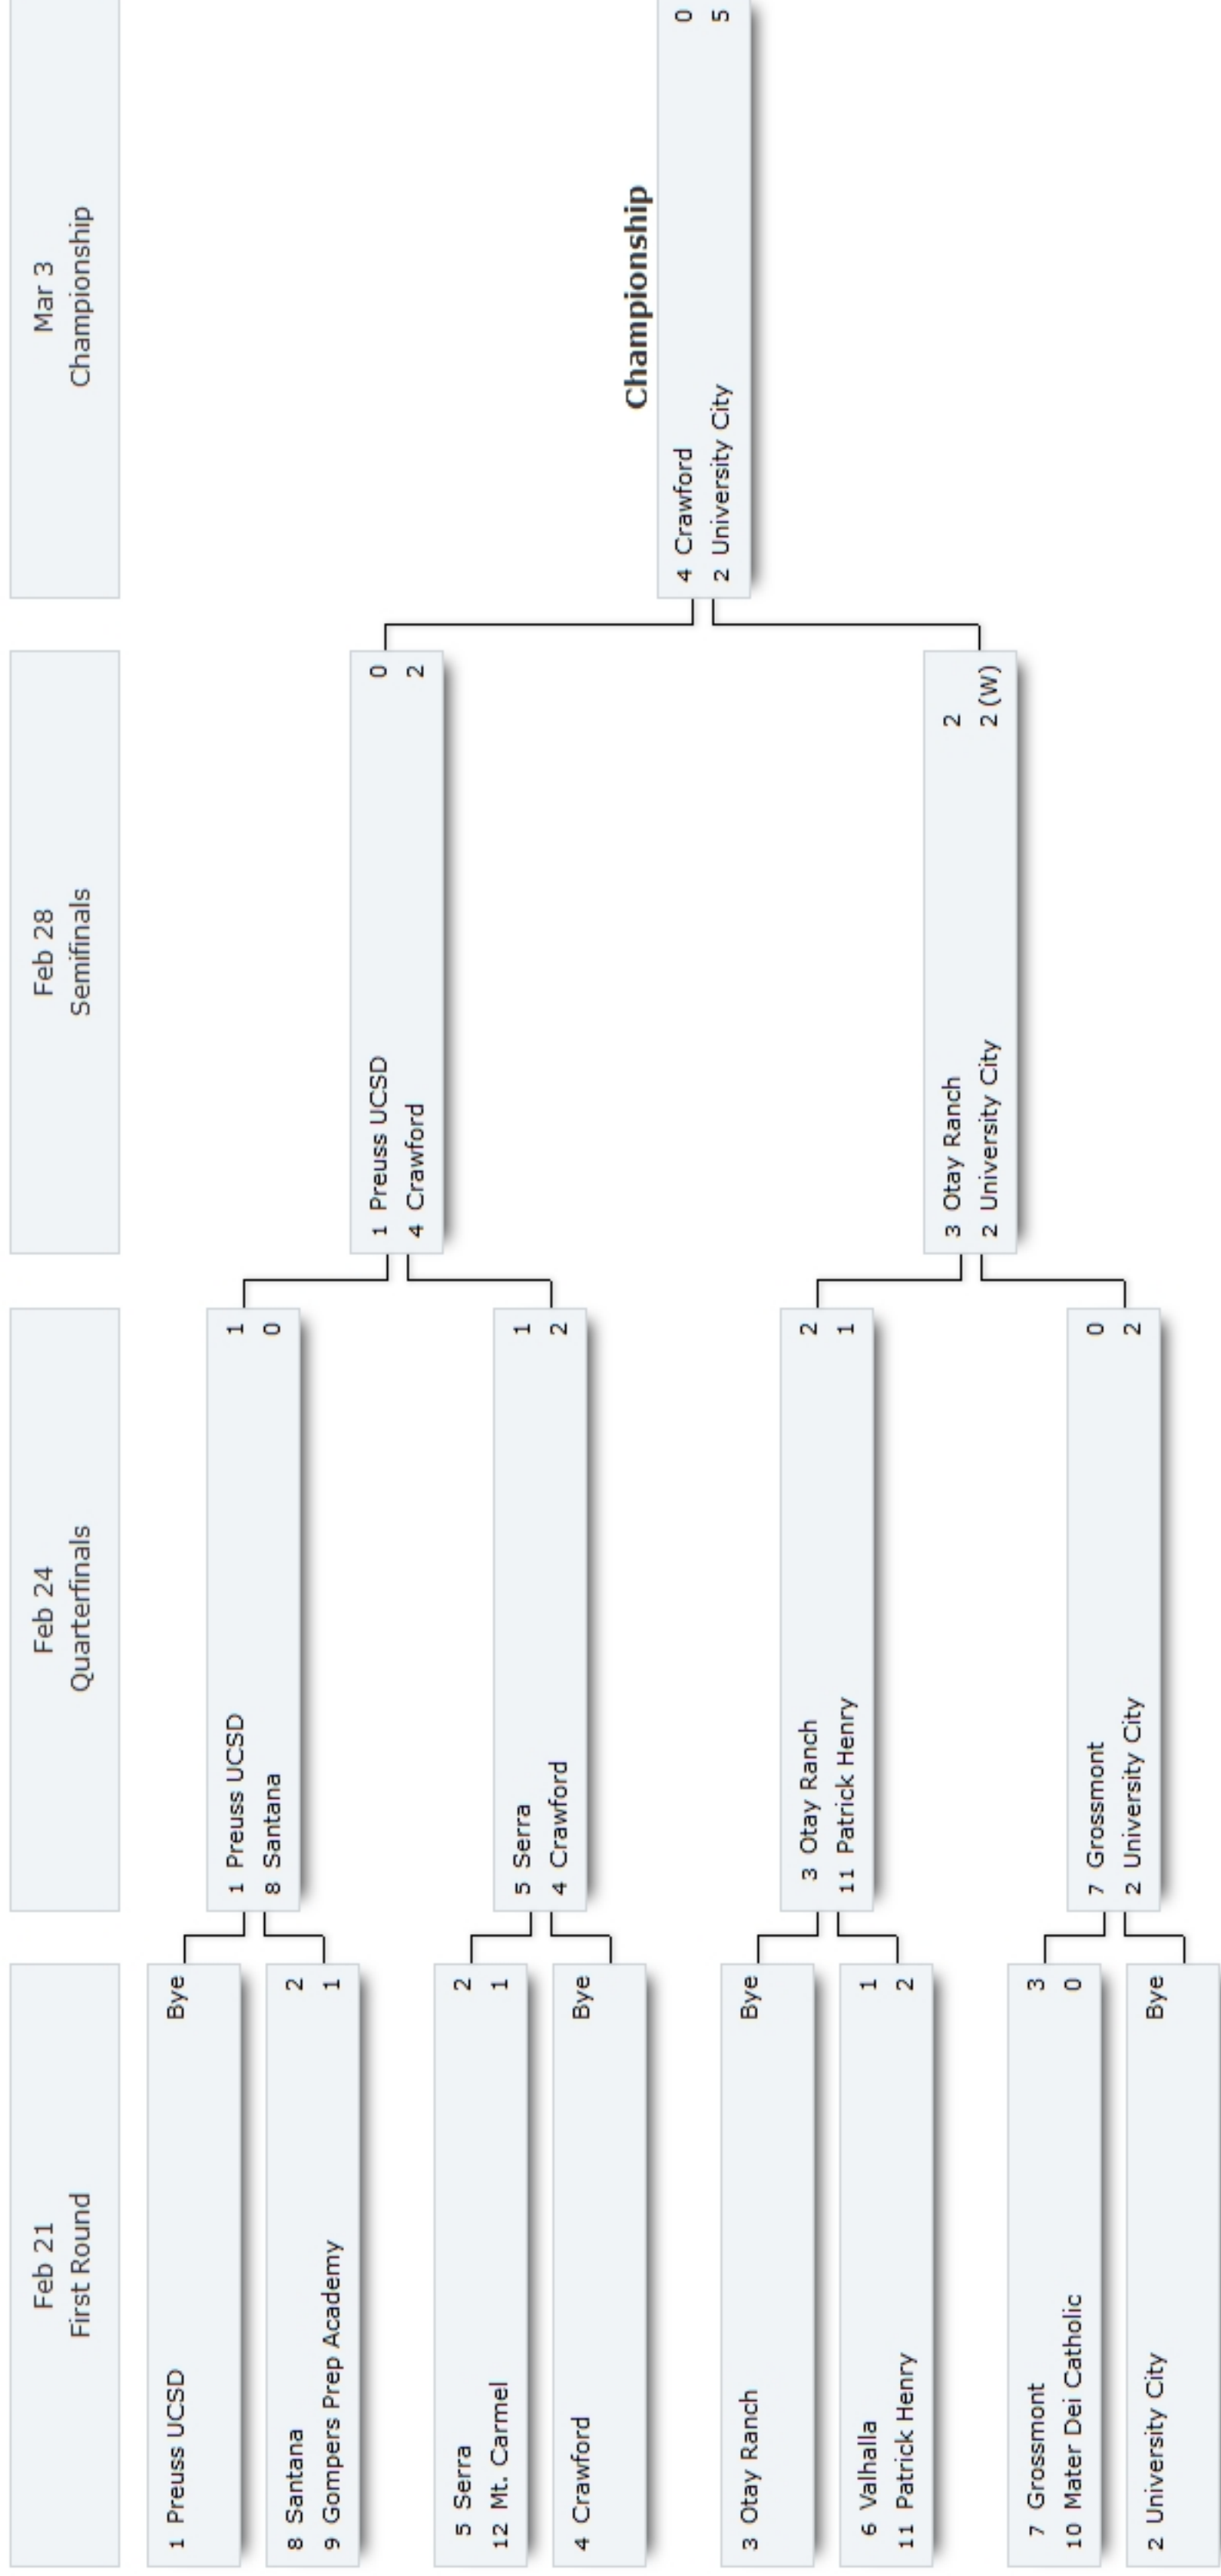 Feb 21
First Round
Feb 24
Quarterfinals
Feb 28
Semifinals
Mar 3
Championship
1 Preuss UCSD Bye
8 Santana 2
9 Gompers Prep Academy 1
5 Serra 2
12 Mt. Carmel 1
4 Crawford Bye
3 Otay Ranch Bye
6 Valhalla 1
11 Patrick Henry 2
7 Grossmont 3
10 Mater Dei Catholic 0
2 University City Bye
1 Preuss UCSD 1
8 Santana 0
5 Serra 1
4 Crawford 2
3 Otay Ranch 2
11 Patrick Henry 1
7 Grossmont 0
2 University City 2
1 Preuss UCSD 0
4 Crawford 2
3 Otay Ranch 2
2 University City 2 (W)
Championship
4 Crawford 0
2 University City 5